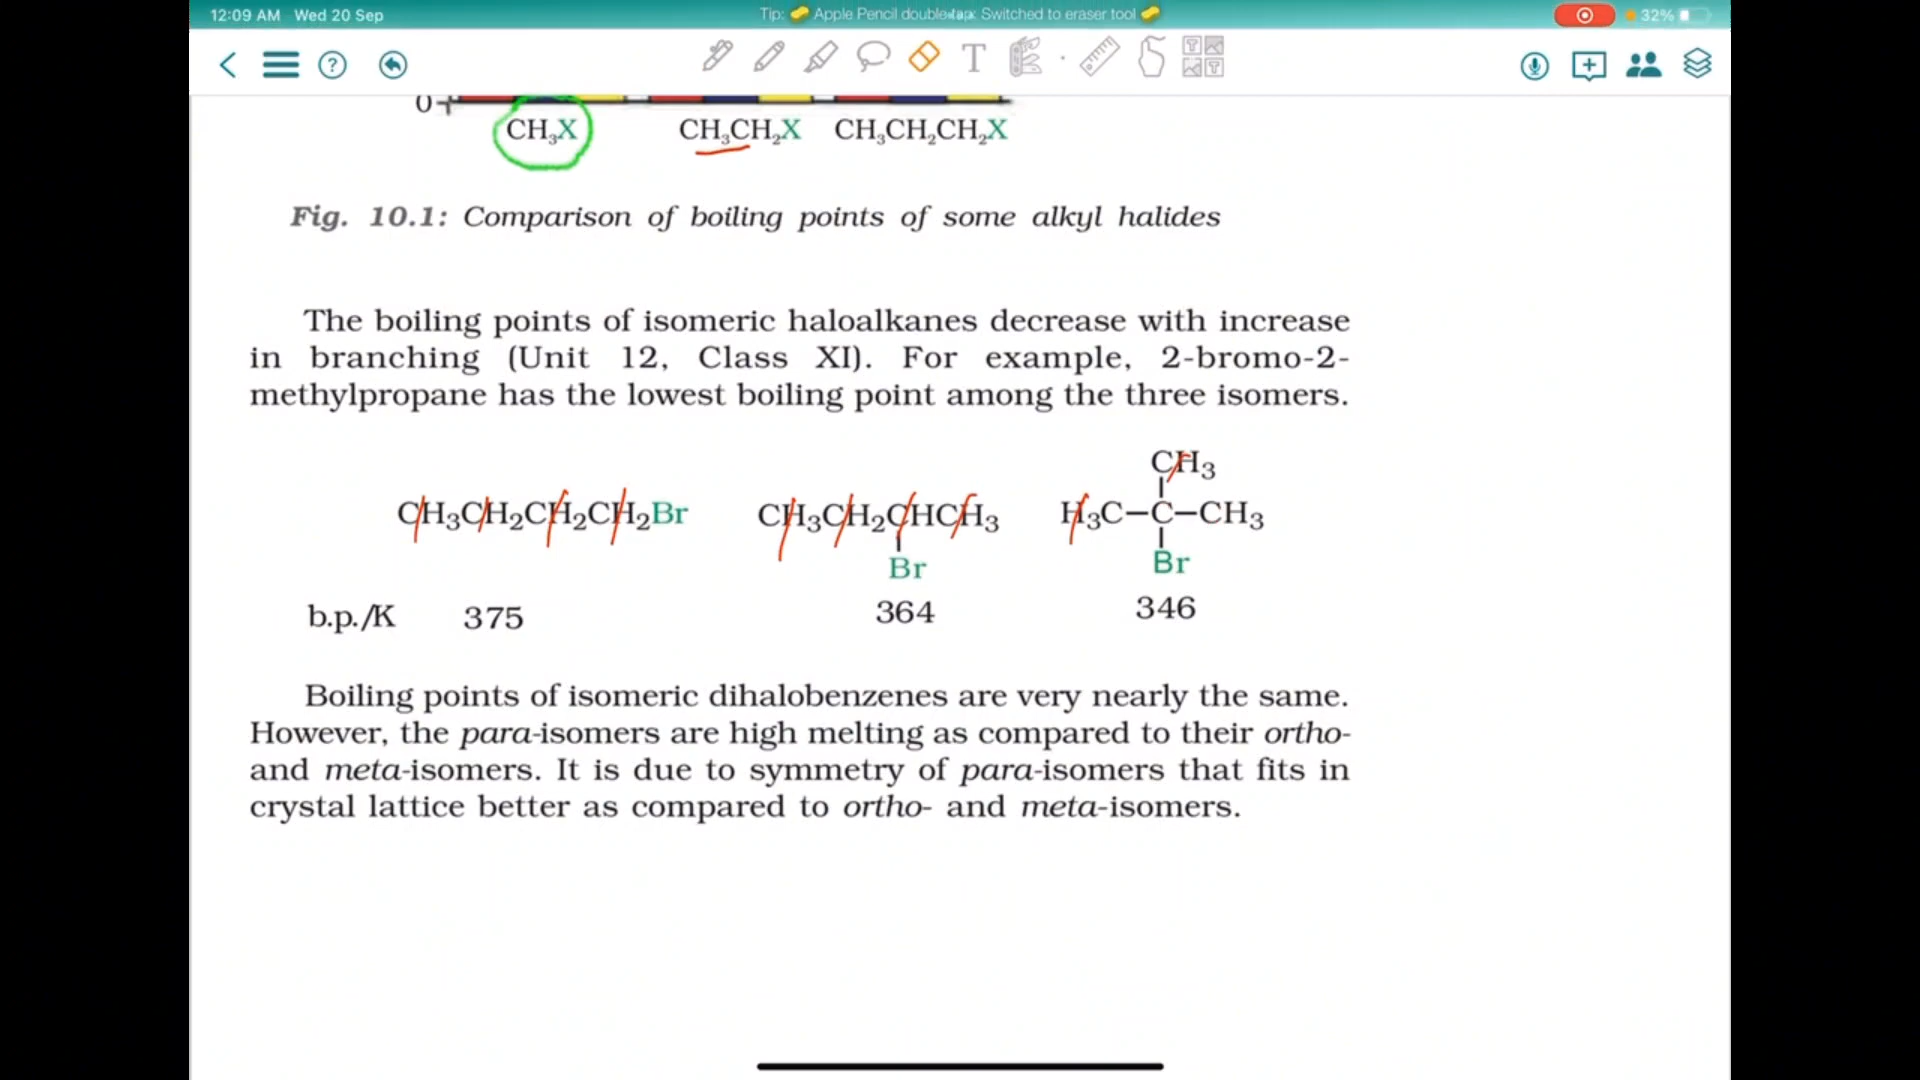 12:09 AM Wed 20 Sep
Tip: Apple Pencil double-tap: Switched to eraser tool
32%
0
CH₃X CH₃CH₂X CH₃CH₂CH₂X
Fig. 10.1: Comparison of boiling points of some alkyl halides
The boiling points of isomeric haloalkanes decrease with increase
in branching (Unit 12, Class XI). For example, 2-bromo-2-
methylpropane has the lowest boiling point among the three isomers.
CH₃
CH₃CH₂CH₂CH₂Br CH₃CH₂CHCH₃ H₃C–C–CH₃
Br Br
b.p./K 375 364 346
Boiling points of isomeric dihalobenzenes are very nearly the same.
However, the para-isomers are high melting as compared to their ortho-
and meta-isomers. It is due to symmetry of para-isomers that fits in
crystal lattice better as compared to ortho- and meta-isomers.